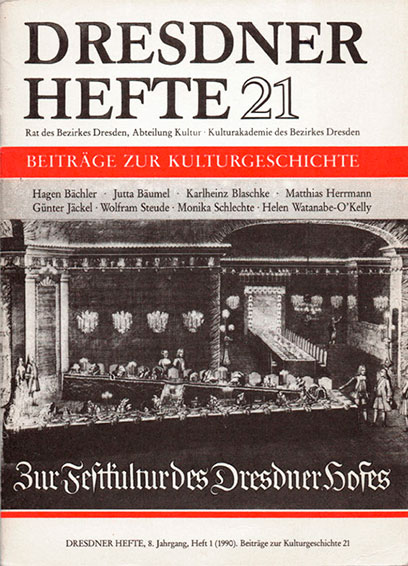 DRESDNER
HEFTE 21
Rat des Bezirkes Dresden, Abteilung Kultur · Kulturakademie des Bezirkes Dresden
BEITRÄGE ZUR KULTURGESCHICHTE
Hagen Bächler · Jutta Bäumel · Karlheinz Blaschke · Matthias Herrmann
Günter Jäckel · Wolfram Steude · Monika Schlechte · Helen Watanabe-O'Kelly
Zur Festkultur des Dresdner Hofes
DRESDNER HEFTE, 8. Jahrgang, Heft 1 (1990). Beiträge zur Kulturgeschichte 21